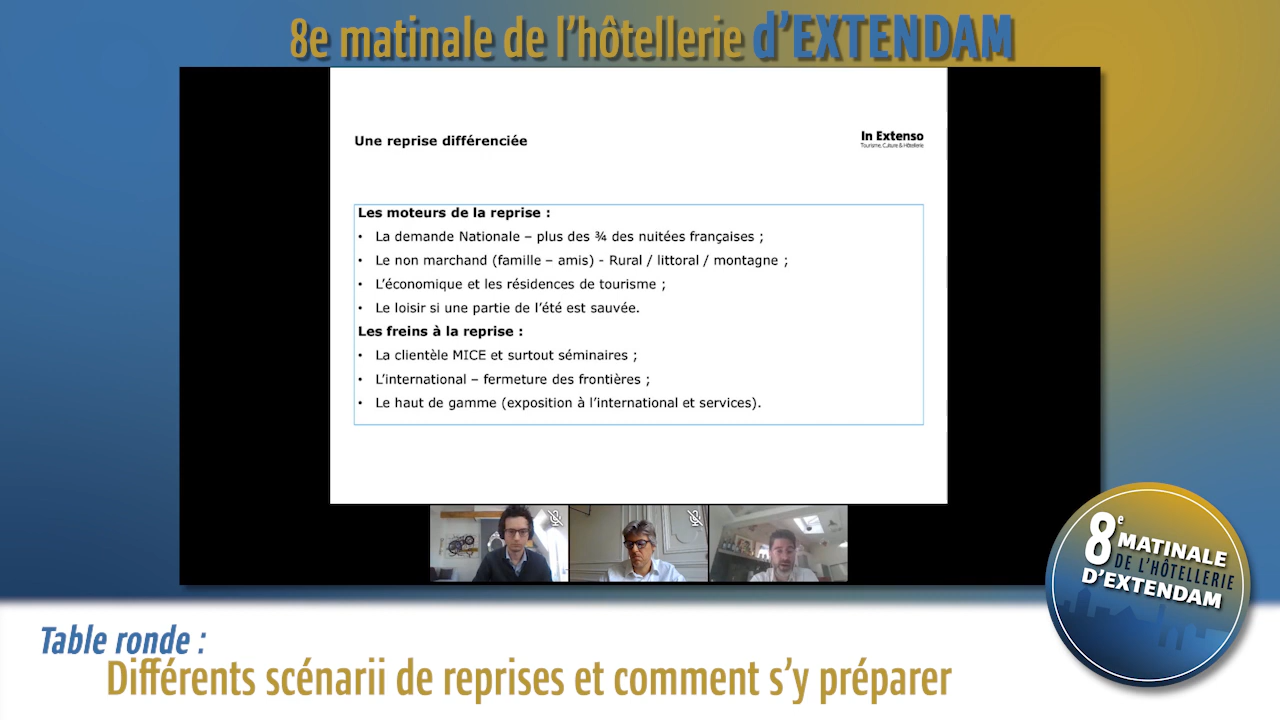 8e matinale de l'hôtellerie d'EXTENDAM
Une reprise différenciée
In Extenso
Tourisme, Culture & Hôtellerie
Les moteurs de la reprise :
• La demande Nationale – plus des ¾ des nuitées françaises ;
• Le non marchand (famille – amis) - Rural / littoral / montagne ;
• L'économique et les résidences de tourisme ;
• Le loisir si une partie de l'été est sauvée.
Les freins à la reprise :
• La clientèle MICE et surtout séminaires ;
• L'international – fermeture des frontières ;
• Le haut de gamme (exposition à l'international et services).
8e MATINALE
DE L'HÔTELLERIE
D'EXTENDAM
Table ronde :
Différents scénarii de reprises et comment s'y préparer